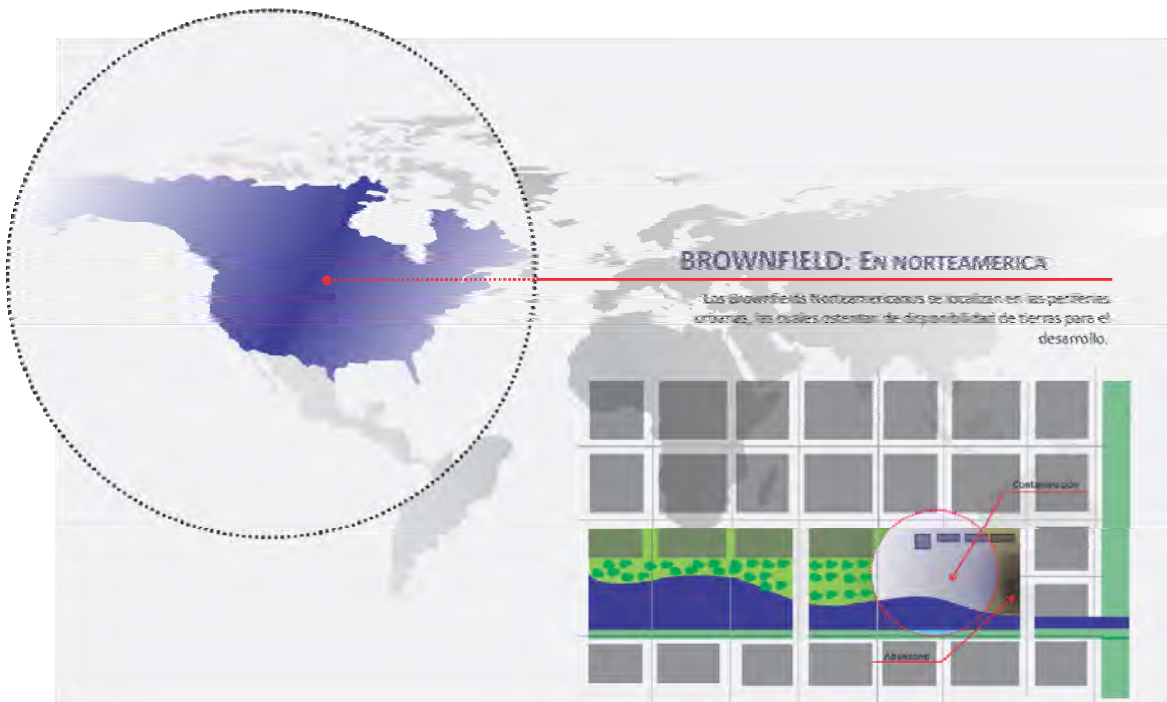 BROWNFIELD: EN NORTEAMERICA
Los Brownfields Norteamericanos se localizan en las periferias
urbanas, las cuales ostentan de disponibilidad de tierras para el
desarrollo.
Contaminación
Abandono